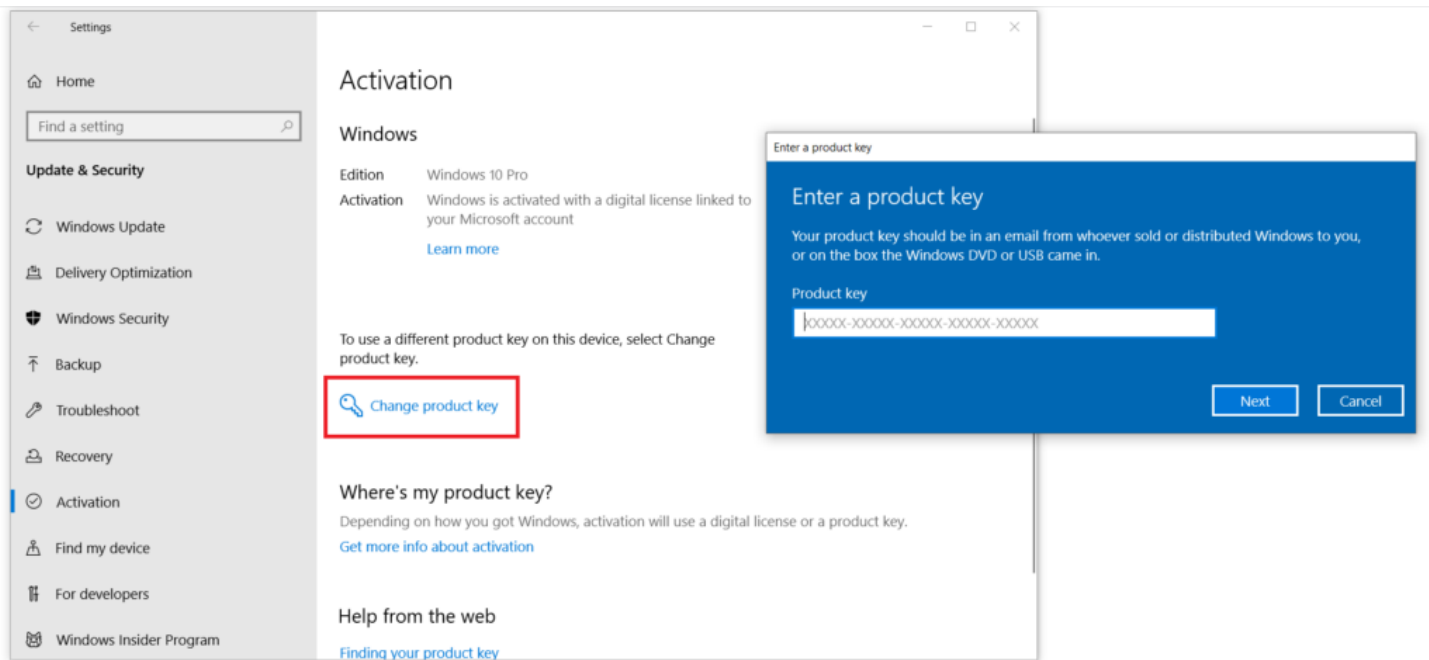 Settings
Home
Find a setting
Update & Security
Windows Update
Delivery Optimization
Windows Security
Backup
Troubleshoot
Recovery
Activation
Find my device
For developers
Windows Insider Program
Activation
Windows
Edition Windows 10 Pro
Activation Windows is activated with a digital license linked to
your Microsoft account
Learn more
To use a different product key on this device, select Change
product key.
Change product key
Where's my product key?
Depending on how you got Windows, activation will use a digital license or a product key.
Get more info about activation
Help from the web
Finding your product key
Enter a product key
Enter a product key
Your product key should be in an email from whoever sold or distributed Windows to you,
or on the box the Windows DVD or USB came in.
Product key
XXXXX-XXXXX-XXXXX-XXXXX-XXXXX
Next Cancel